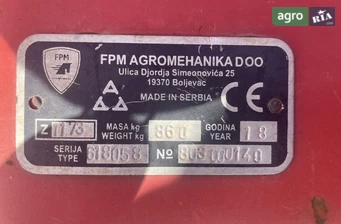 agro RIA.com
FPM AGROMEHANIKA DOO
FPM
Ulica Djordja Simeonovića 25
19370 Boljevac
MADE IN SERBIA
CE
Z MASA kg 860 GODINA 18
WEIGHT kg YEAR
SERIJA 618058 No
TYPE